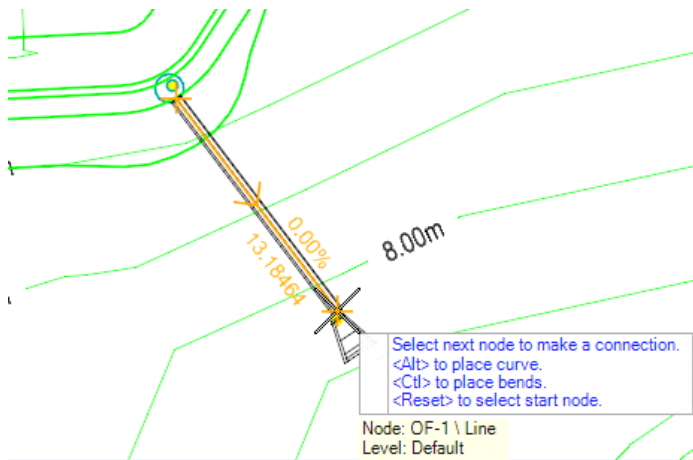 0.00%
13.18464
8.00m
Select next node to make a connection.
<Alt> to place curve.
<Ctl> to place bends.
<Reset> to select start node.
Node: OF-1 \ Line
Level: Default